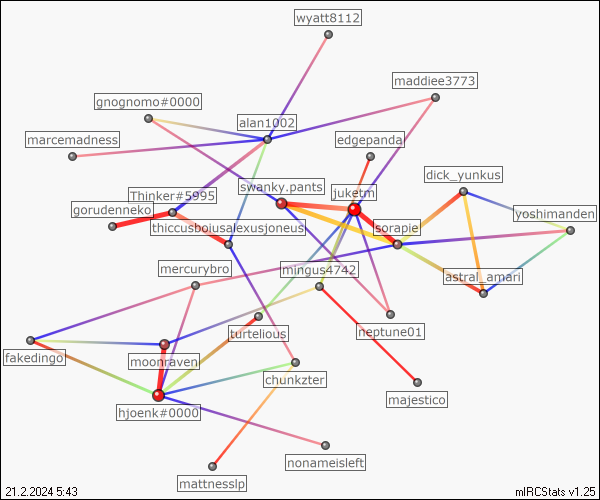 wyatt8112
maddiee3773
gnognomo#0000
alan1002
marcemadness
edgepanda
dick_yunkus
swanky.pants
Thinker#5995
juketm
gorudenneko
yoshimanden
thiccusboiusalexusjoneus
sorapie
mercurybro
mingus4742
astral_amari
turtelious
neptune01
fakedingo
moonraven
chunkzter
majestico
hjoenk#0000
nonameisleft
mattnesslp
21.2.2024 5:43
mIRCStats v1.25